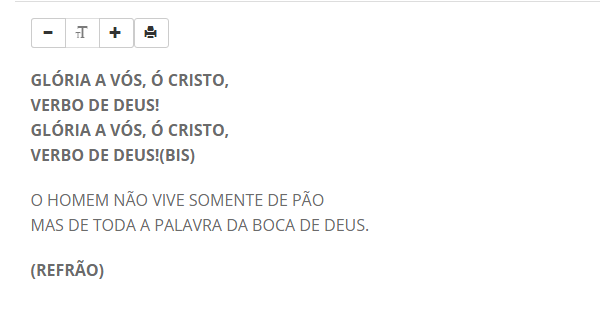 GLÓRIA A VÓS, Ó CRISTO,
VERBO DE DEUS!
GLÓRIA A VÓS, Ó CRISTO,
VERBO DE DEUS!(BIS)
O HOMEM NÃO VIVE SOMENTE DE PÃO
MAS DE TODA A PALAVRA DA BOCA DE DEUS.
(REFRÃO)